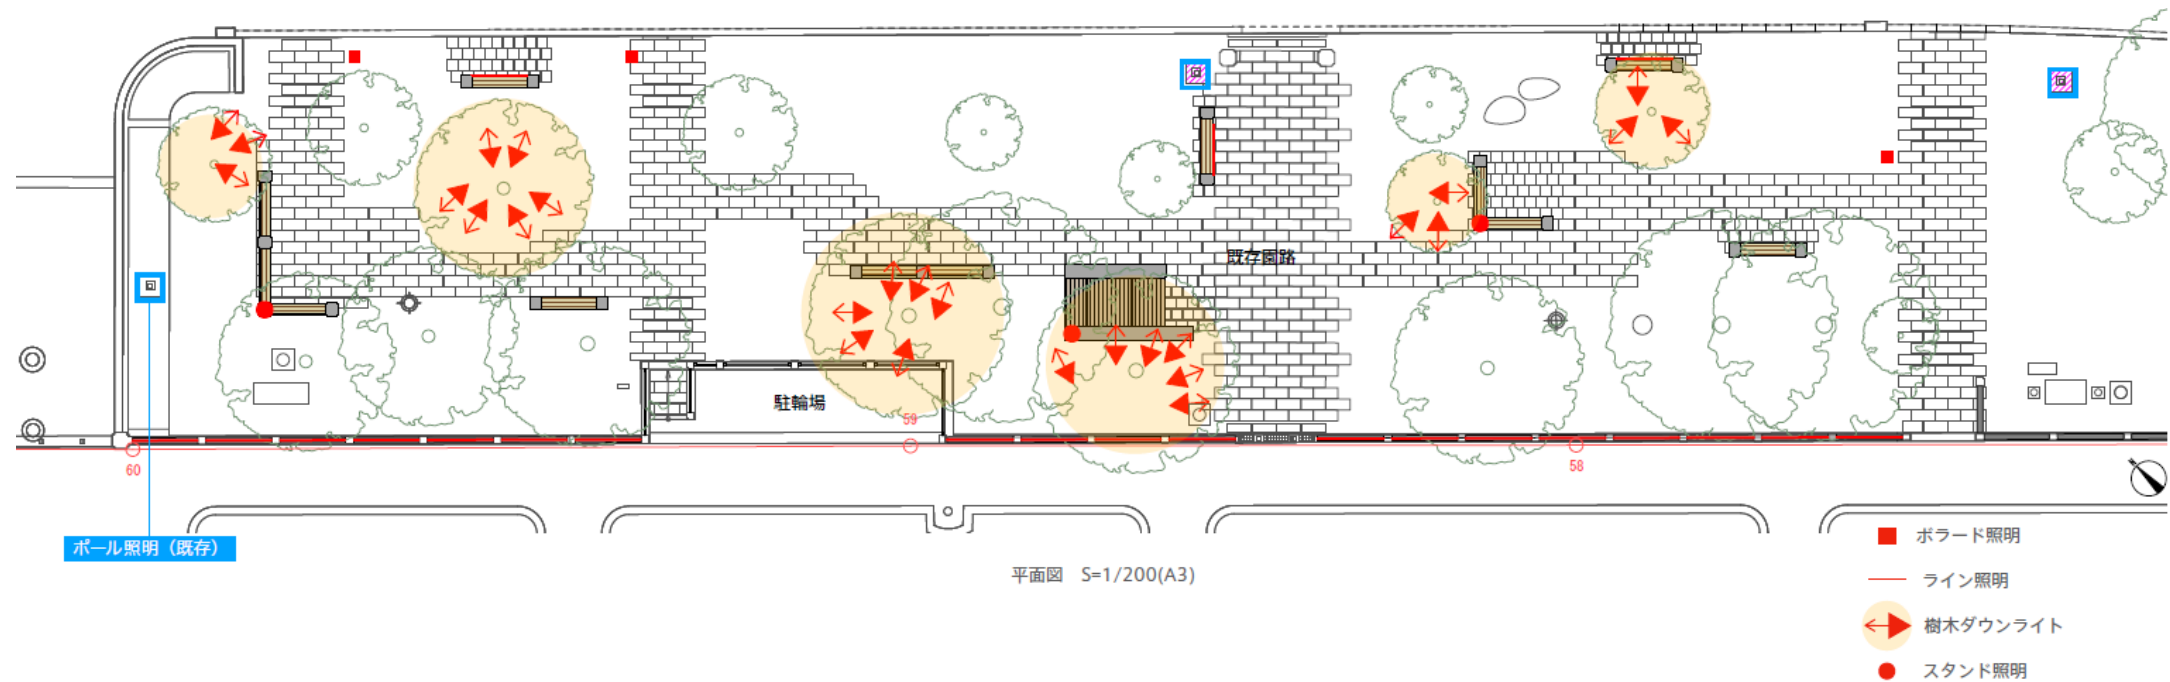 既存園路
駐輪場
59
60
58
ポール照明（既存）
平面図　S=1/200(A3)
ボラード照明
ライン照明
樹木ダウンライト
スタンド照明